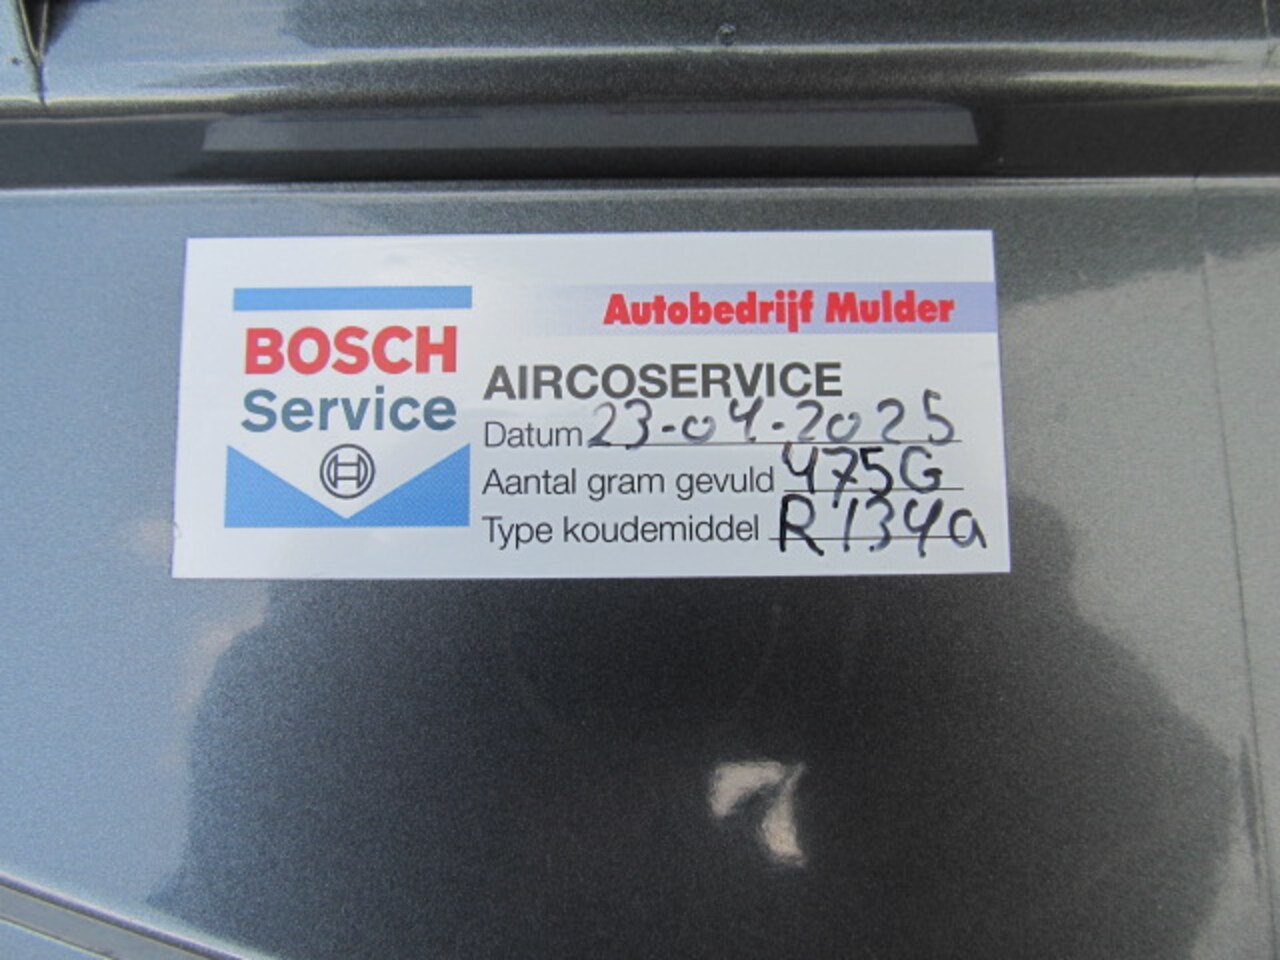 Autobedrijf Mulder
BOSCH
Service
AIRCOSERVICE
Datum 23-04-2025
Aantal gram gevuld 475G
Type koudemiddel R134a